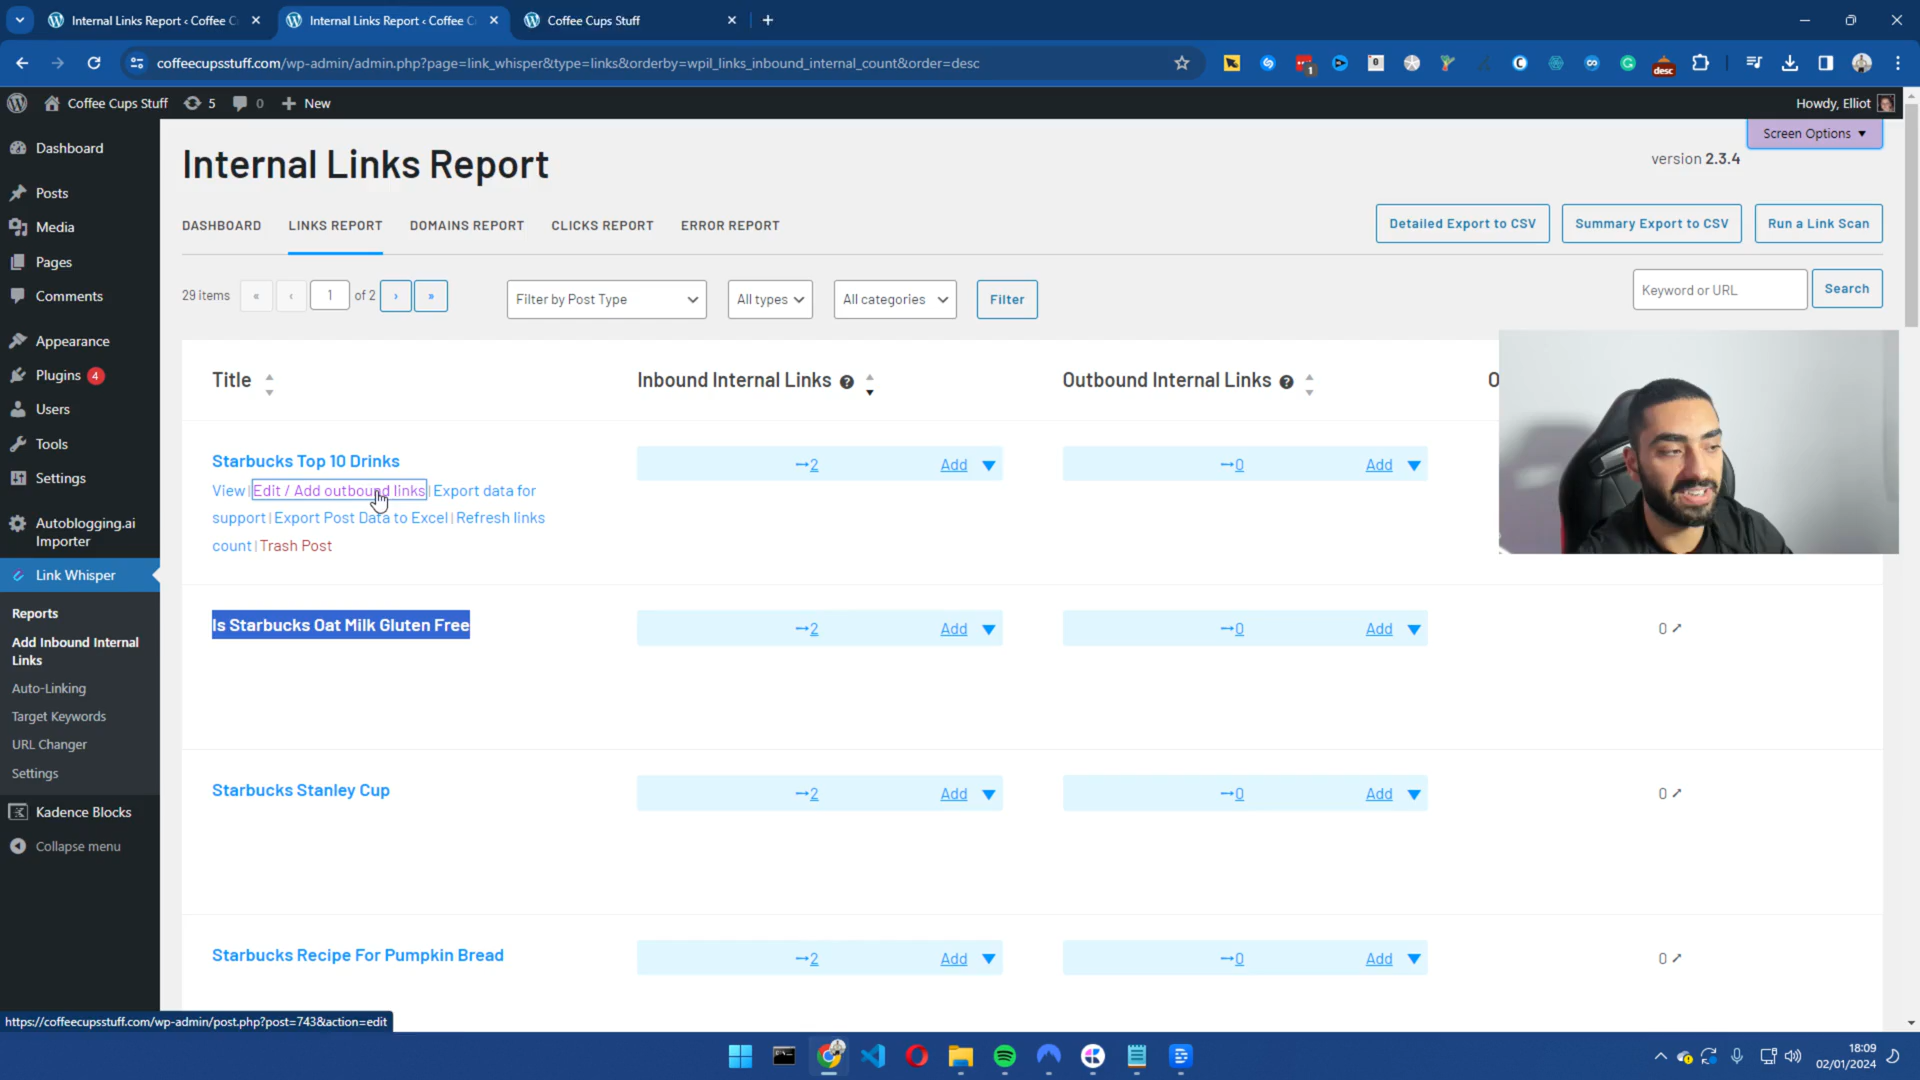 Internal Links Report ‹ Coffee C
Internal Links Report ‹ Coffee C
Coffee Cups Stuff
coffeecupsstuff.com/wp-admin/admin.php?page=link_whisper&type=links&orderby=wpil_links_inbound_internal_count&order=desc
1
desc
Coffee Cups Stuff
5
0
New
Howdy, Elliot
Screen Options ▼
Dashboard
Posts
Media
Pages
Comments
Appearance
Plugins 4
Users
Tools
Settings
Autoblogging.ai
Importer
Link Whisper
Reports
Add Inbound Internal
Links
Auto-Linking
Target Keywords
URL Changer
Settings
Kadence Blocks
Collapse menu
Internal Links Report
version 2.3.4
DASHBOARD
LINKS REPORT
DOMAINS REPORT
CLICKS REPORT
ERROR REPORT
Detailed Export to CSV
Summary Export to CSV
Run a Link Scan
29 items
«
‹
1
of 2
›
»
Filter by Post Type
All types
All categories
Filter
Keyword or URL
Search
Title
Inbound Internal Links ?
Outbound Internal Links ?
O
Starbucks Top 10 Drinks
View | Edit / Add outbound links | Export data for
support | Export Post Data to Excel | Refresh links
count | Trash Post
2
Add
0
Add
Is Starbucks Oat Milk Gluten Free
2
Add
0
Add
0
Starbucks Stanley Cup
2
Add
0
Add
0
Starbucks Recipe For Pumpkin Bread
2
Add
0
Add
0
https://coffeecupsstuff.com/wp-admin/post.php?post=743&action=edit
18:09
02/01/2024